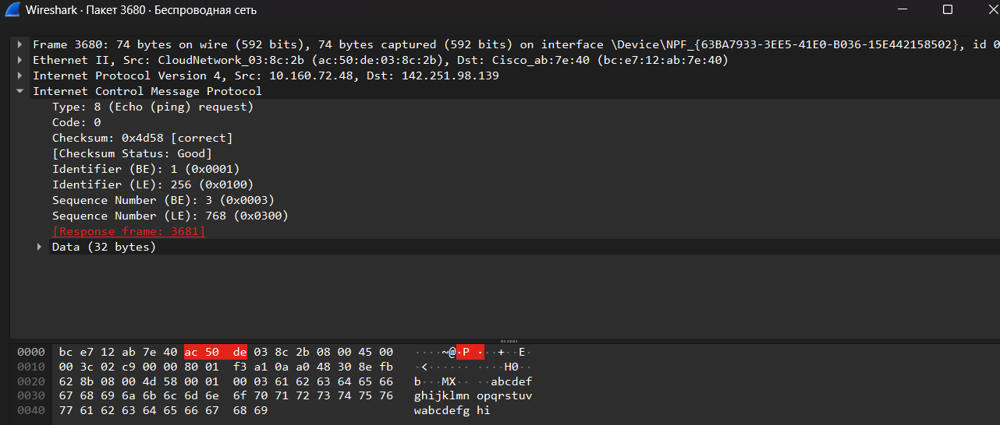 Wireshark · Пакет 3680 · Беспроводная сеть
Frame 3680: 74 bytes on wire (592 bits), 74 bytes captured (592 bits) on interface \Device\NPF_{63BA7933-3EE5-41E0-B036-15E442158502}, id 0
Ethernet II, Src: CloudNetwork_03:8c:2b (ac:50:de:03:8c:2b), Dst: Cisco_ab:7e:40 (bc:e7:12:ab:7e:40)
Internet Protocol Version 4, Src: 10.160.72.48, Dst: 142.251.98.139
Internet Control Message Protocol
Type: 8 (Echo (ping) request)
Code: 0
Checksum: 0x4d58 [correct]
[Checksum Status: Good]
Identifier (BE): 1 (0x0001)
Identifier (LE): 256 (0x0100)
Sequence Number (BE): 3 (0x0003)
Sequence Number (LE): 768 (0x0300)
[Response frame: 3681]
Data (32 bytes)
0000 bc e7 12 ab 7e 40 ac 50 de 03 8c 2b 08 00 45 00 ····~@·P ···+··E·
0010 00 3c 02 c9 00 00 80 01 f3 a1 0a a0 48 30 8e fb ·<······ ····H0··
0020 62 8b 08 00 4d 58 00 01 00 03 61 62 63 64 65 66 b···MX·· ··abcdef
0030 67 68 69 6a 6b 6c 6d 6e 6f 70 71 72 73 74 75 76 ghijklmn opqrstuv
0040 77 61 62 63 64 65 66 67 68 69 wabcdefg hi